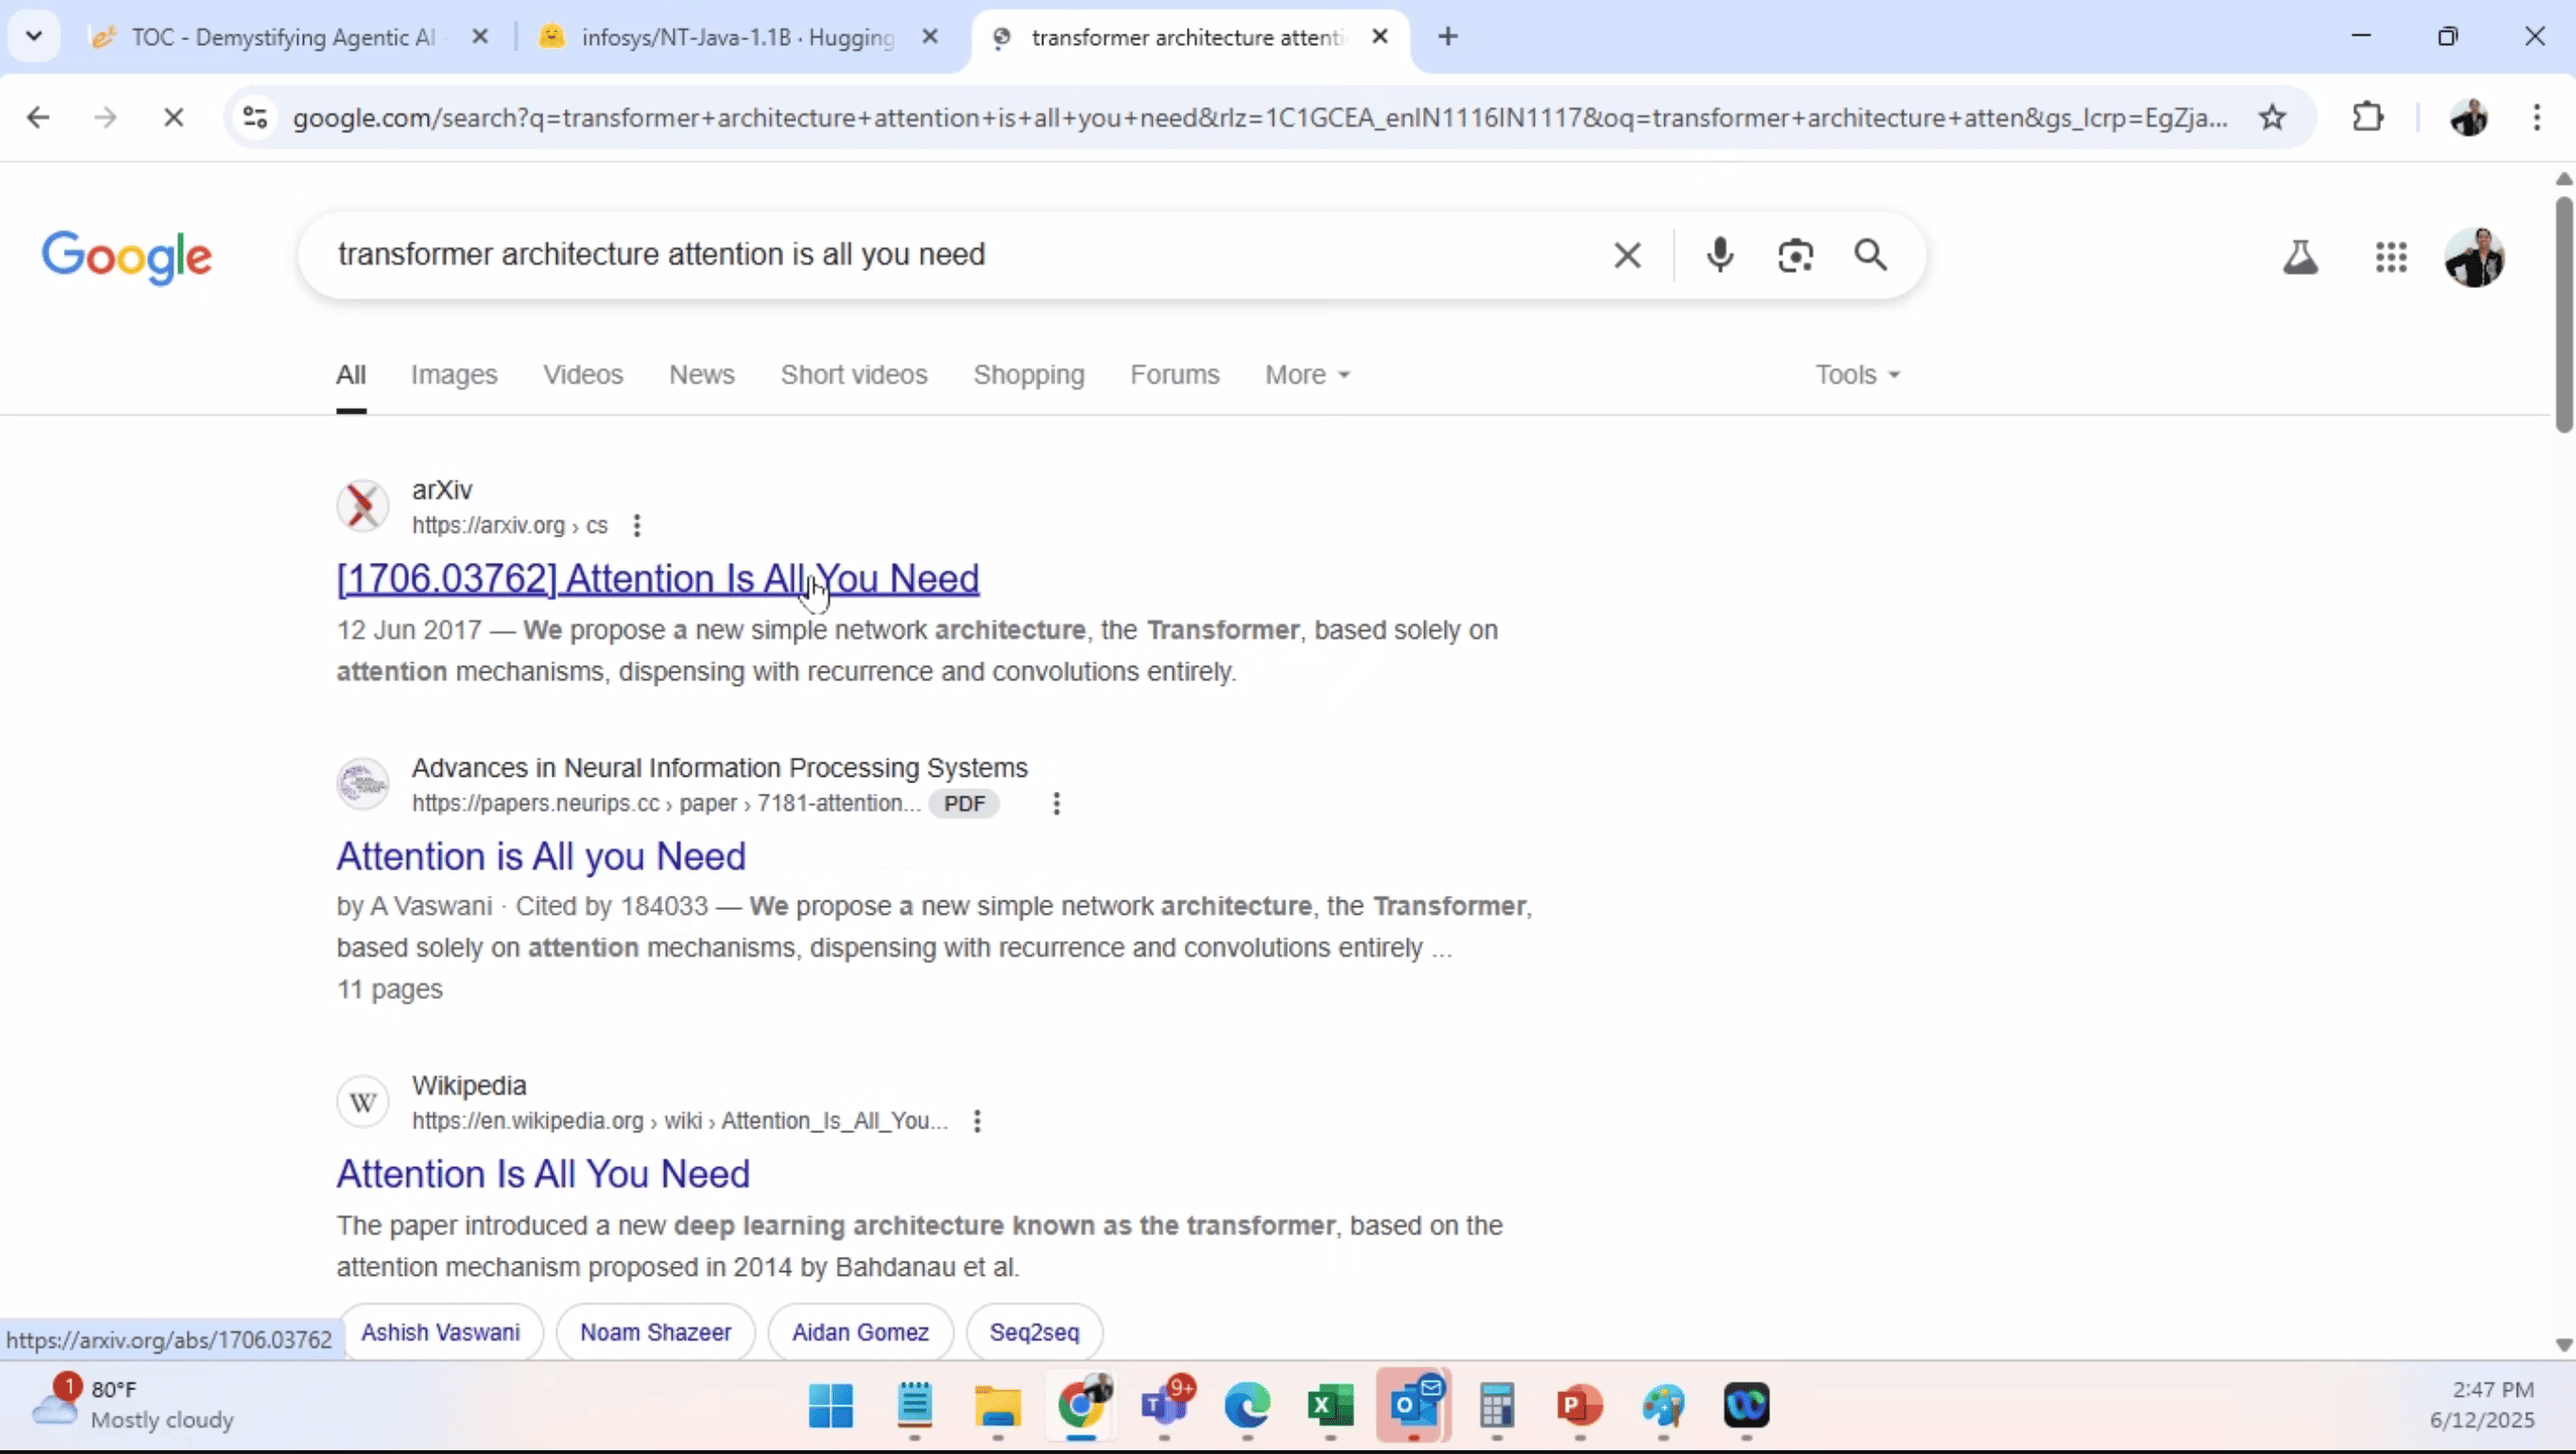 TOC - Demystifying Agentic AI
infosys/NT-Java-1.1B · Hugging
transformer architecture attenti
google.com/search?q=transformer+architecture+attention+is+all+you+need&rlz=1C1GCEA_enIN1116IN1117&oq=transformer+architecture+atten&gs_lcrp=EgZja...
Google
transformer architecture attention is all you need
All Images Videos News Short videos Shopping Forums More Tools
arXiv
https://arxiv.org › cs
[1706.03762] Attention Is All You Need
12 Jun 2017 — We propose a new simple network architecture, the Transformer, based solely on
attention mechanisms, dispensing with recurrence and convolutions entirely.
Advances in Neural Information Processing Systems
https://papers.neurips.cc › paper › 7181-attention... PDF
Attention is All you Need
by A Vaswani · Cited by 184033 — We propose a new simple network architecture, the Transformer,
based solely on attention mechanisms, dispensing with recurrence and convolutions entirely ...
11 pages
W
Wikipedia
https://en.wikipedia.org › wiki › Attention_Is_All_You...
Attention Is All You Need
The paper introduced a new deep learning architecture known as the transformer, based on the
attention mechanism proposed in 2014 by Bahdanau et al.
Ashish Vaswani Noam Shazeer Aidan Gomez Seq2seq
https://arxiv.org/abs/1706.03762
1
80°F
Mostly cloudy
T 9+
X
O
P
2:47 PM
6/12/2025